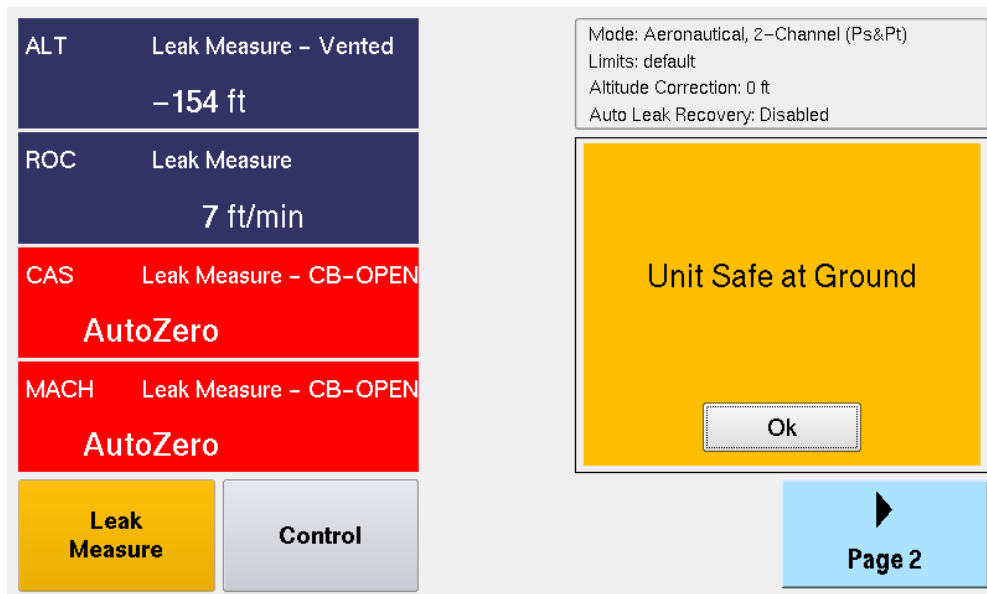 ALT Leak Measure – Vented
–154 ft
ROC Leak Measure
7 ft/min
CAS Leak Measure – CB–OPEN
AutoZero
MACH Leak Measure – CB–OPEN
AutoZero
Leak
Measure
Control
Mode: Aeronautical, 2–Channel (Ps&Pt)
Limits: default
Altitude Correction: 0 ft
Auto Leak Recovery: Disabled
Unit Safe at Ground
Ok
Page 2